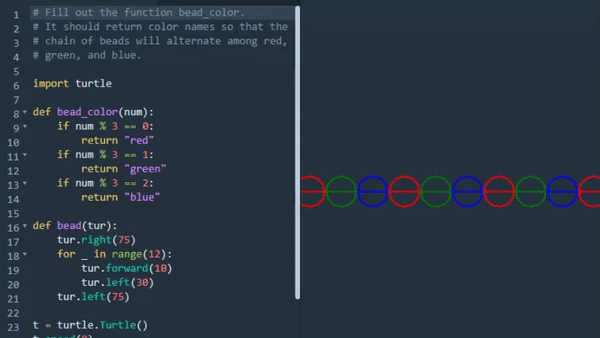 1 # Fill out the function bead_color.
2 # It should return color names so that the
3 # chain of beads will alternate among red,
4 # green, and blue.
5
6 import turtle
7
8 def bead_color(num):
9     if num % 3 == 0:
10         return "red"
11     if num % 3 == 1:
12         return "green"
13     if num % 3 == 2:
14         return "blue"
15
16 def bead(tur):
17     tur.right(75)
18     for _ in range(12):
19         tur.forward(10)
20         tur.left(30)
21     tur.left(75)
22
23 t = turtle.Turtle()